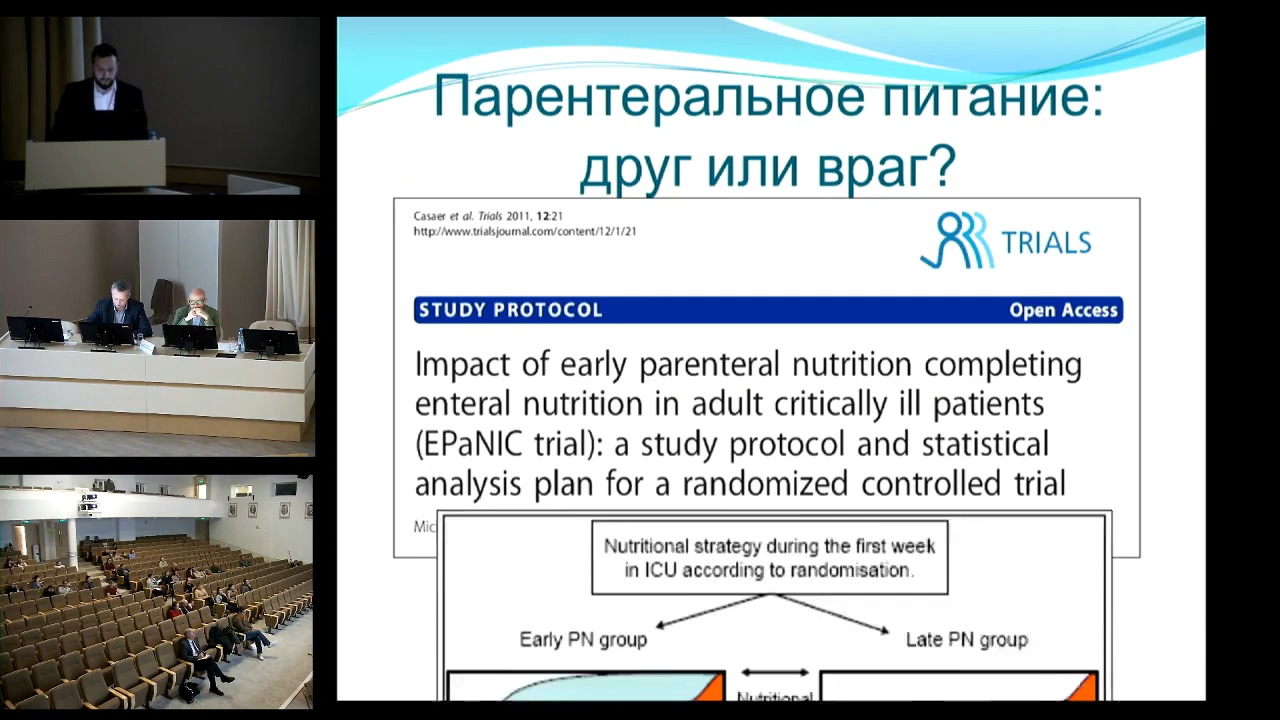 Парентеральное питание:
друг или враг?
Casaer et al. Trials 2011, 12:21
http://www.trialsjournal.com/content/12/1/21
TRIALS
STUDY PROTOCOL Open Access
Impact of early parenteral nutrition completing
enteral nutrition in adult critically ill patients
(EPaNIC trial): a study protocol and statistical
analysis plan for a randomized controlled trial
Mic
Nutritional strategy during the first week
in ICU according to randomisation.
Early PN group Late PN group
Nutritional